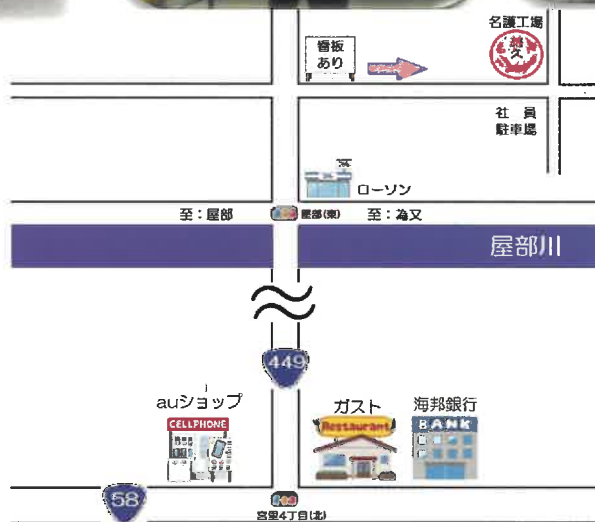 名護工場
看板
あり
越久
社 員
駐車場
ローソン
至：屋部
屋部(東)
至：為又
屋部川
449
auショップ
CELLPHONE
ガスト
Restaurant
海邦銀行
BANK
58
宮里4丁目(北)